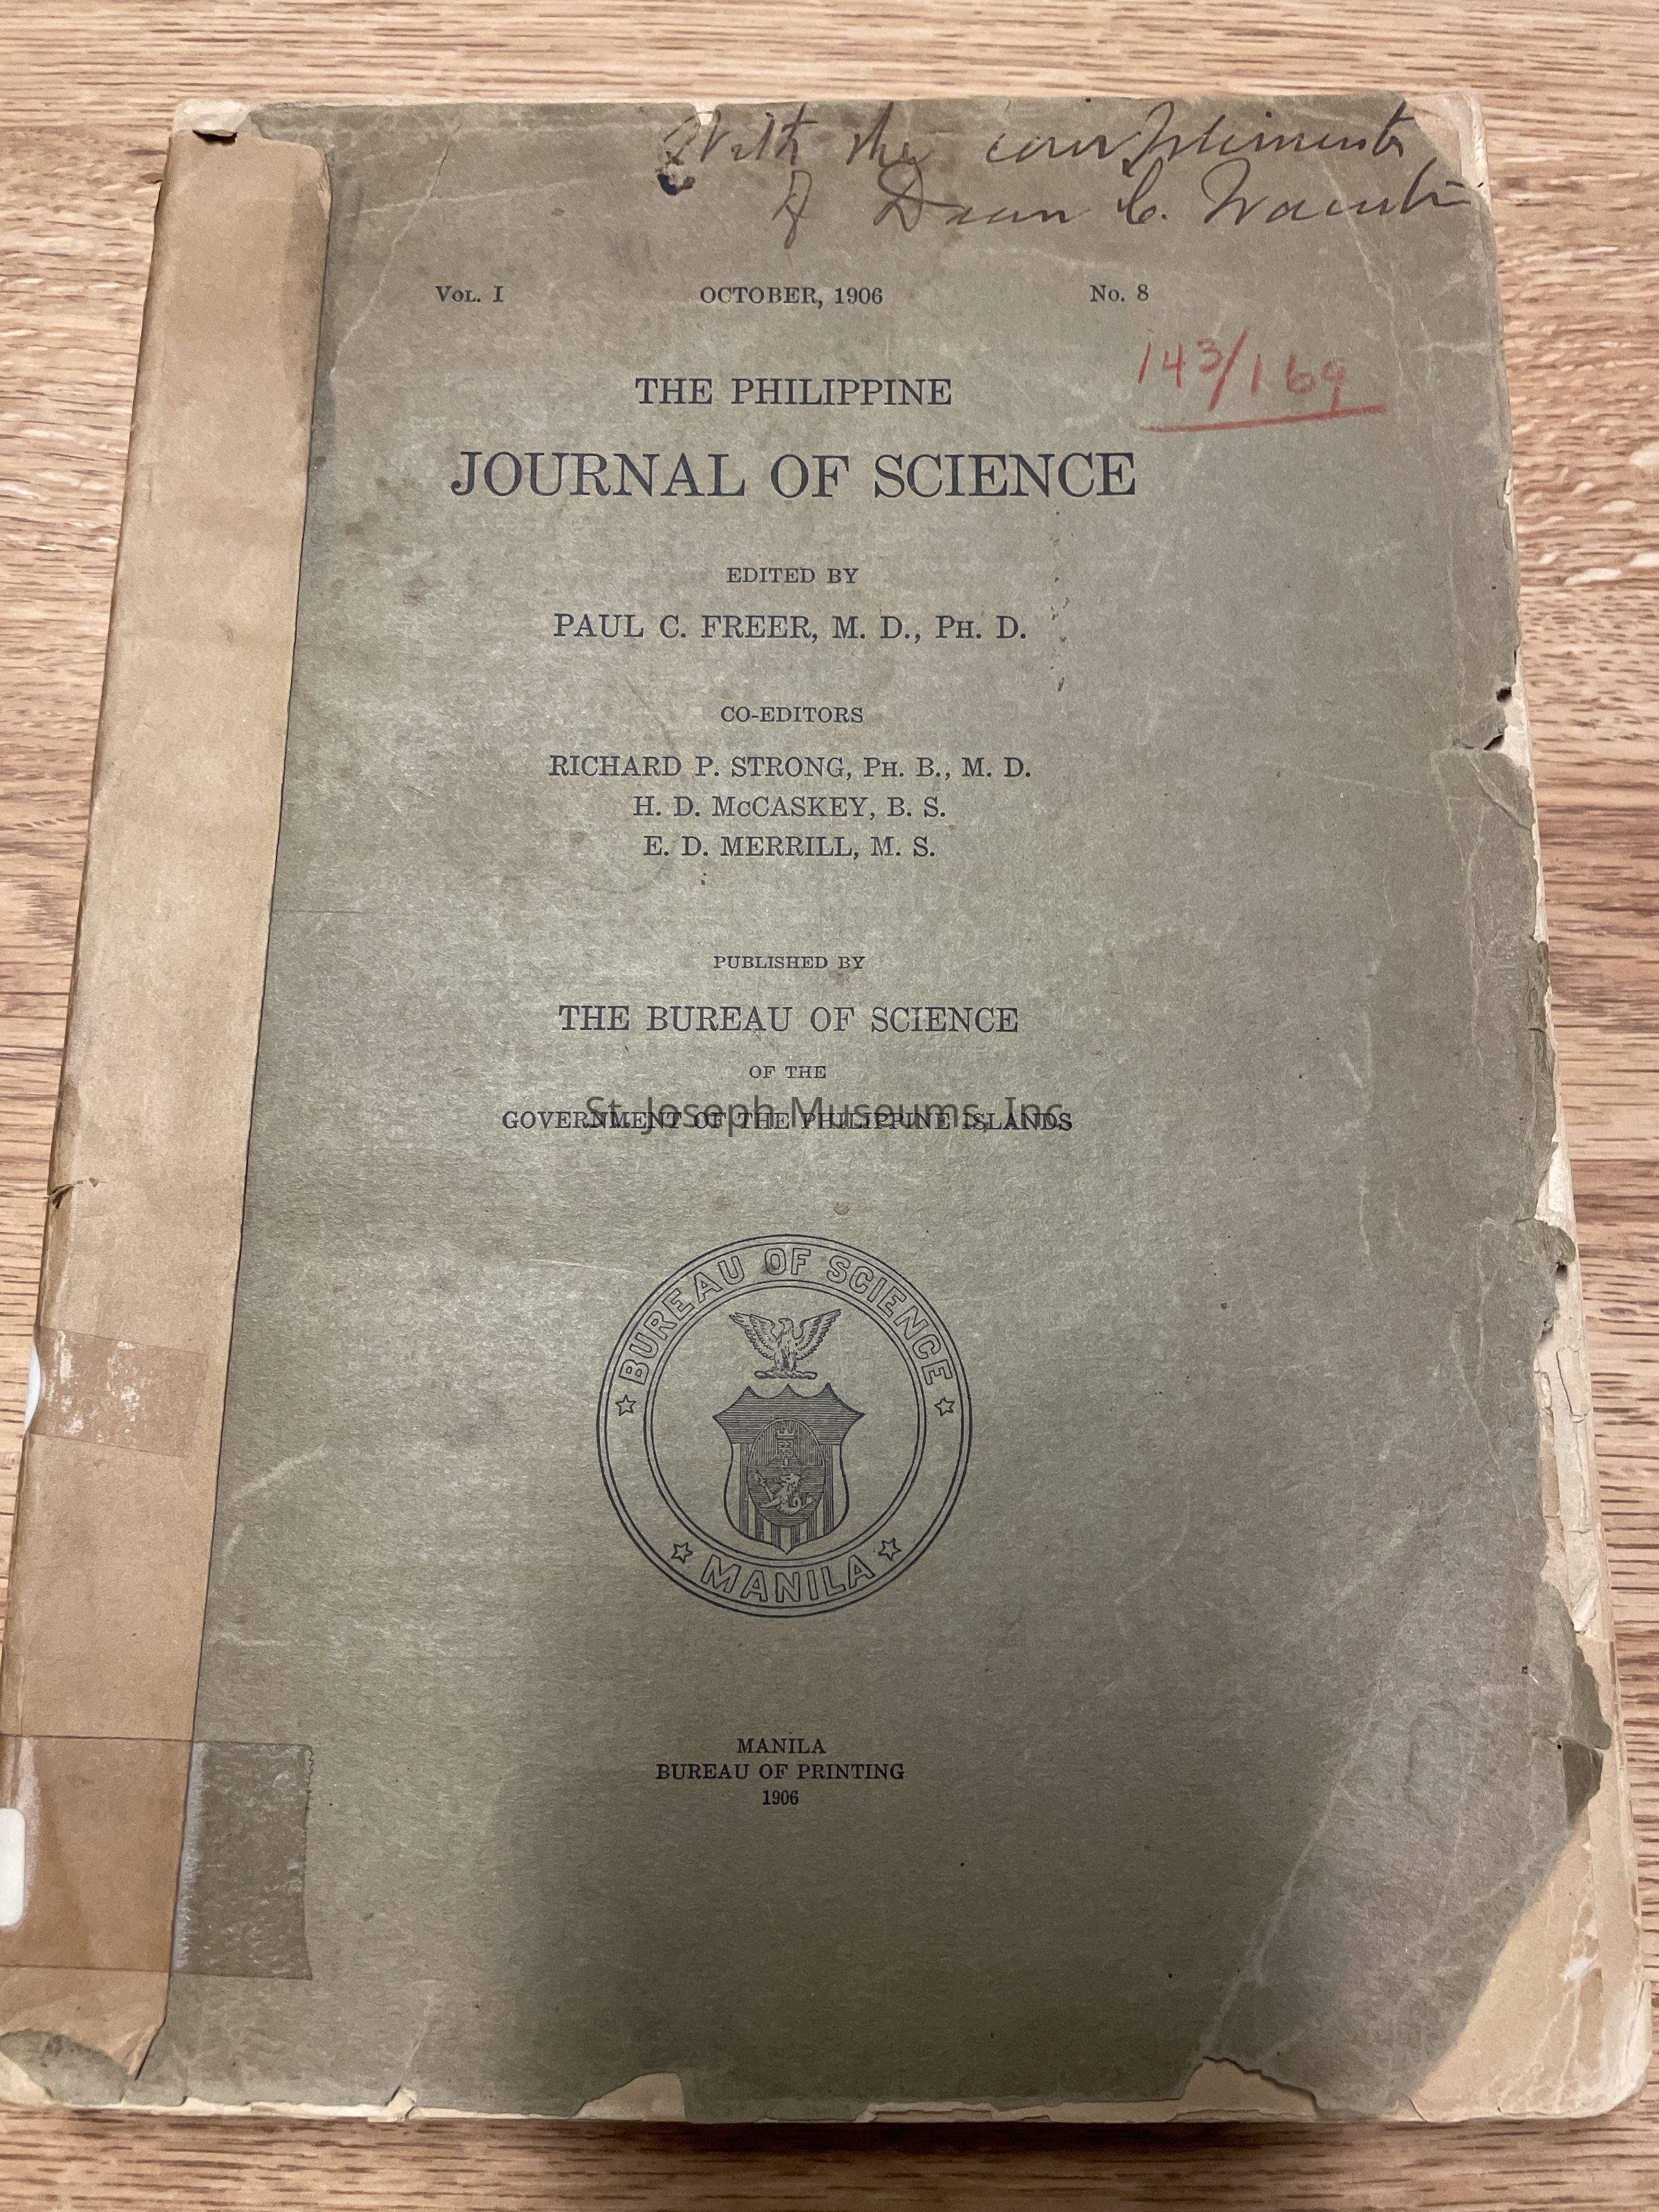 With the compliments
of Dean C. Worcester
Vol. I OCTOBER, 1906 No. 8
143/169
THE PHILIPPINE
JOURNAL OF SCIENCE
EDITED BY
PAUL C. FREER, M. D., Ph. D.
CO-EDITORS
RICHARD P. STRONG, Ph. B., M. D.
H. D. McCASKEY, B. S.
E. D. MERRILL, M. S.
PUBLISHED BY
THE BUREAU OF SCIENCE
OF THE
GOVERNMENT OF THE PHILIPPINE ISLANDS
St. Joseph Museums, Inc.
BUREAU OF SCIENCE
MANILA
MANILA
BUREAU OF PRINTING
1906